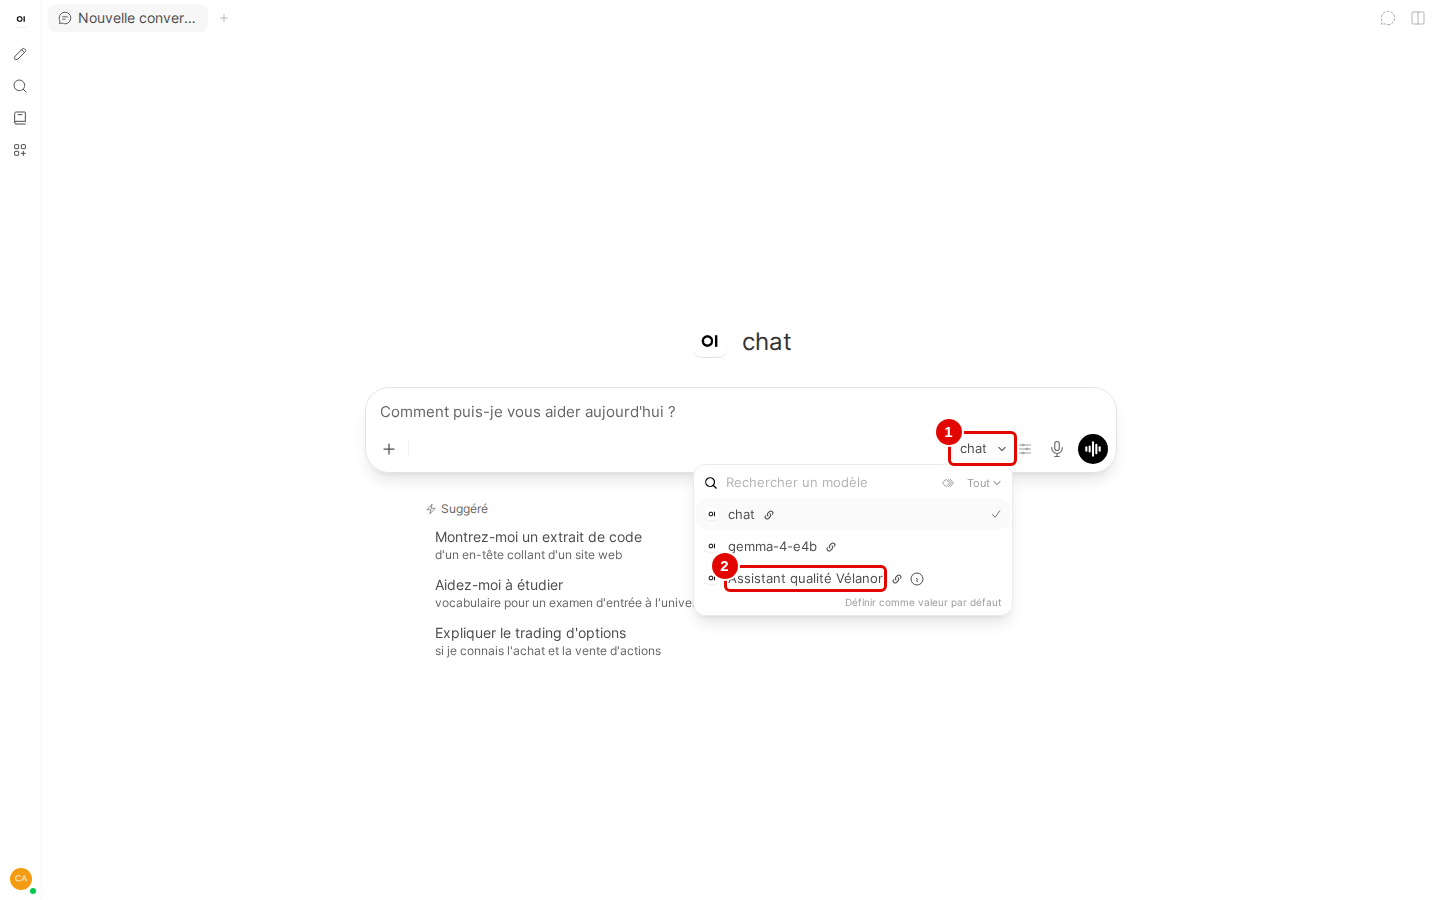 OI
Nouvelle conver...
OI chat
Comment puis-je vous aider aujourd'hui ?
1
chat
Rechercher un modèle
Tout
OI chat
OI gemma-4-e4b
2
OI Assistant qualité Vélanor
Définir comme valeur par défaut
Suggéré
Montrez-moi un extrait de code
d'un en-tête collant d'un site web
Aidez-moi à étudier
vocabulaire pour un examen d'entrée à l'unive
Expliquer le trading d'options
si je connais l'achat et la vente d'actions
CA